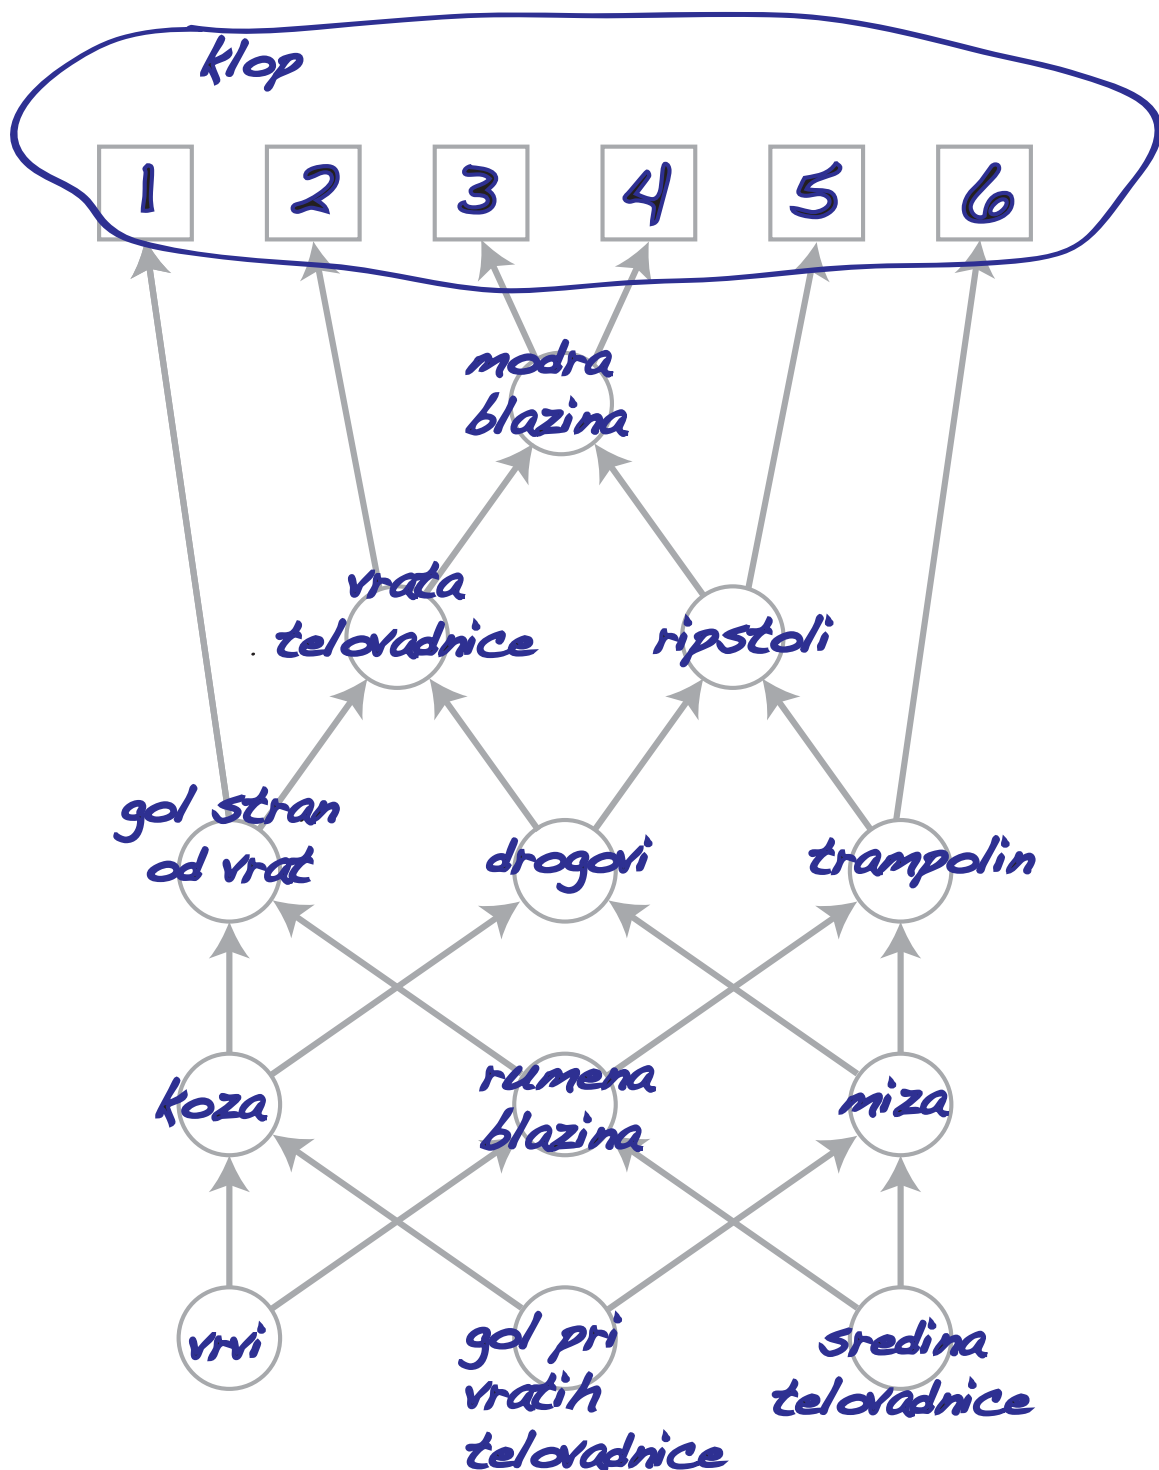 klop
1 2 3 4 5 6
modra
blazina
vrata
telovadnice
ripstoli
gol stran
od vrat
drogovi
trampolin
koza
rumena
blazina
miza
vrvi
gol pri
vratih
telovadnice
sredina
telovadnice